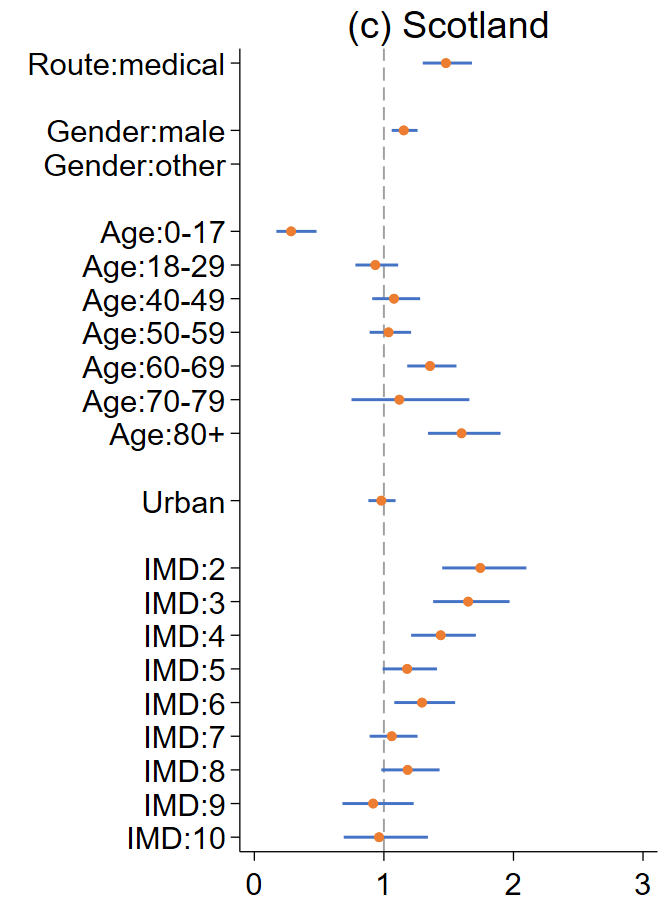 (c) Scotland
Route:medical
Gender:male
Gender:other
Age:0-17
Age:18-29
Age:40-49
Age:50-59
Age:60-69
Age:70-79
Age:80+
Urban
IMD:2
IMD:3
IMD:4
IMD:5
IMD:6
IMD:7
IMD:8
IMD:9
IMD:10
0 1 2 3